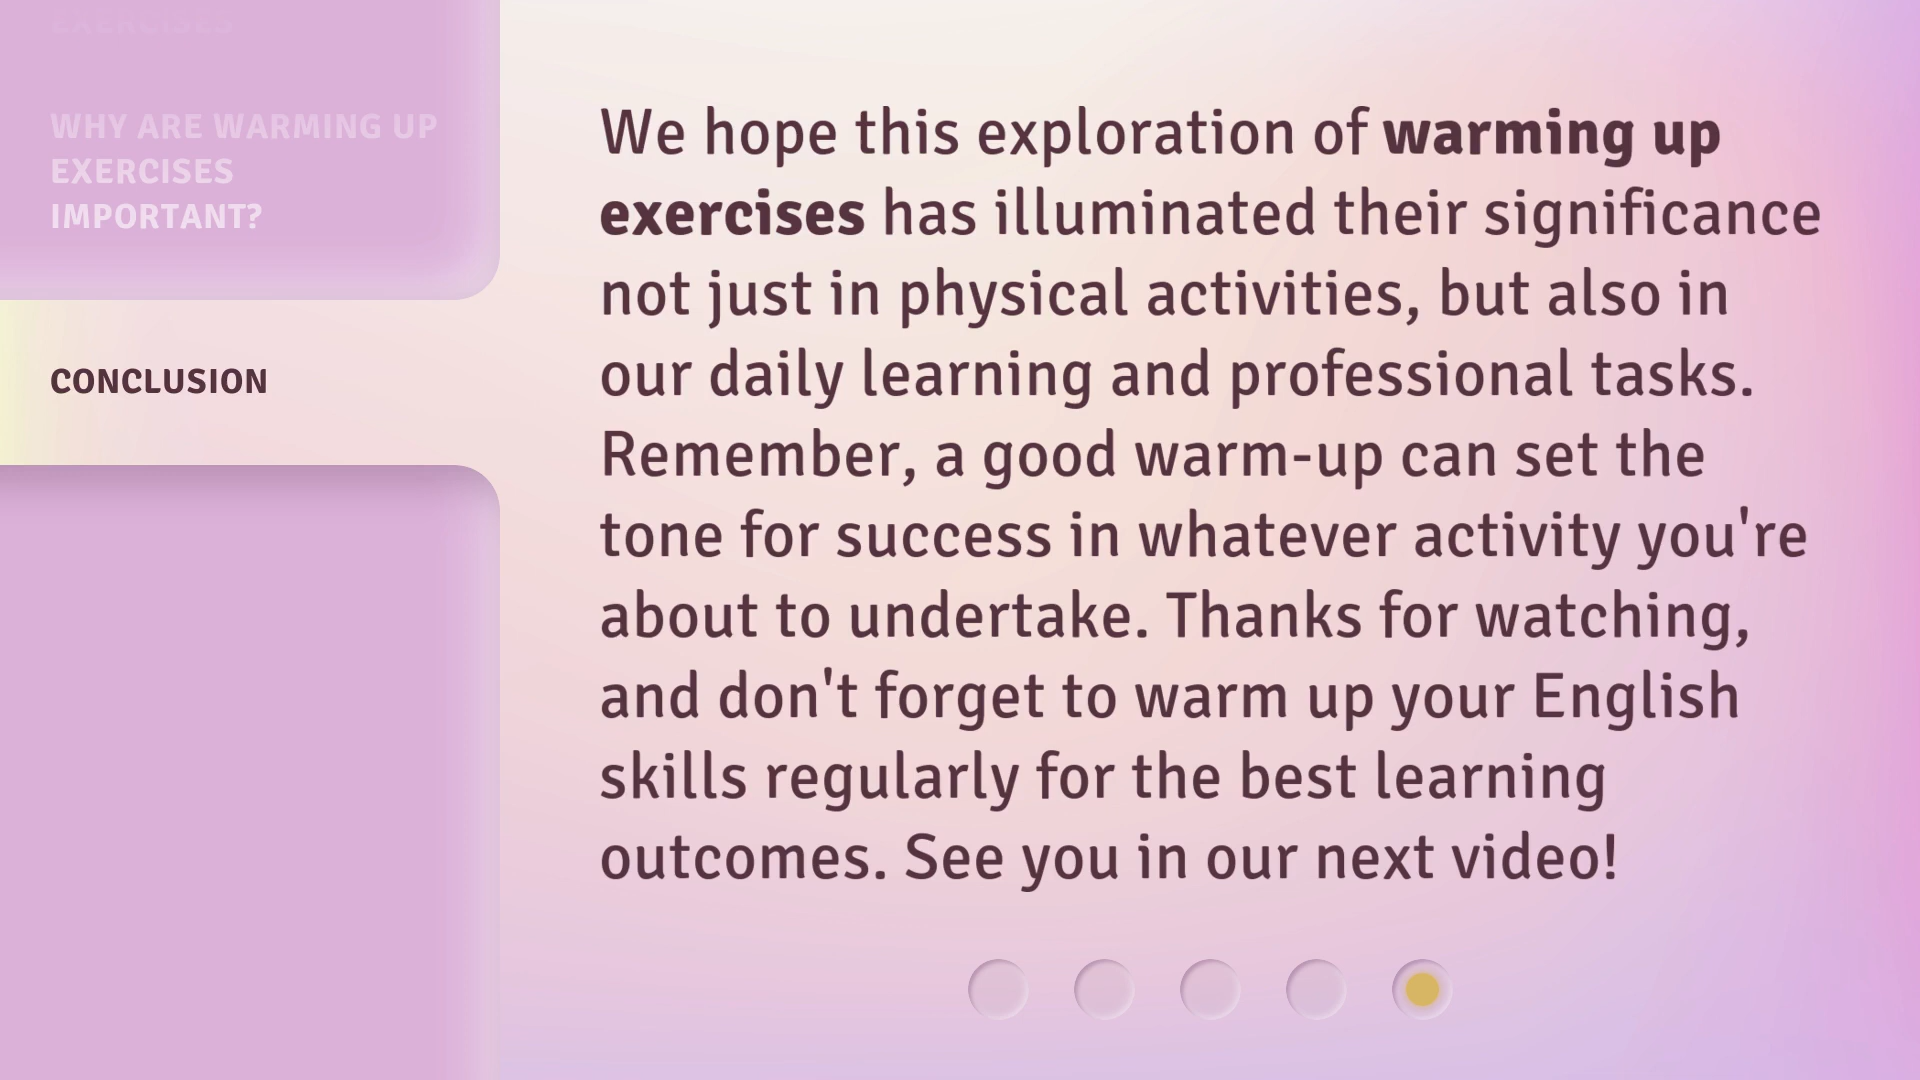 EXERCISES
WHY ARE WARMING UP
EXERCISES
IMPORTANT?
CONCLUSION
We hope this exploration of warming up
exercises has illuminated their significance
not just in physical activities, but also in
our daily learning and professional tasks.
Remember, a good warm-up can set the
tone for success in whatever activity you're
about to undertake. Thanks for watching,
and don't forget to warm up your English
skills regularly for the best learning
outcomes. See you in our next video!